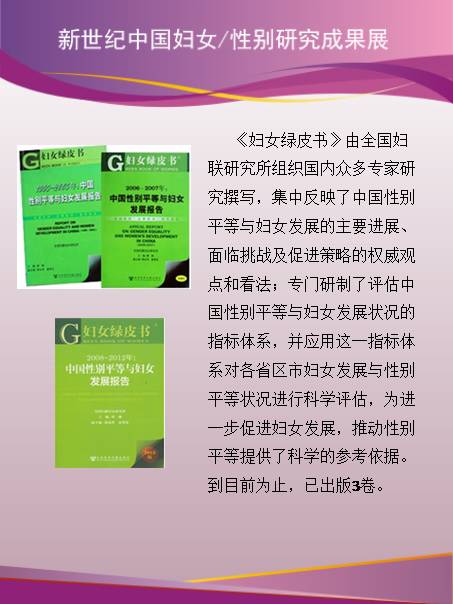 新世纪中国妇女/性别研究成果展
《妇女绿皮书》由全国妇
联研究所组织国内众多专家研
究撰写，集中反映了中国性别
平等与妇女发展的主要进展、
面临挑战及促进策略的权威观
点和看法；专门研制了评估中
国性别平等与妇女发展状况的
指标体系，并应用这一指标体
系对各省区市妇女发展与性别
平等状况进行科学评估，为进
一步促进妇女发展，推动性别
平等提供了科学的参考依据。
到目前为止，已出版3卷。
G妇女绿皮书
1995-2005年：中国
性别平等与妇女发展报告
REPORT ON
GENDER EQUALITY AND WOMEN'S
DEVELOPMENT IN CHINA
G妇女绿皮书
2006-2007年：
中国性别平等与妇女
发展报告
ANNUAL REPORT
ON GENDER EQUALITY
AND WOMEN'S DEVELOPMENT
IN CHINA
G妇女绿皮书
GREEN BOOK OF WOMEN
2008-2012年：
中国性别平等与妇女
发展报告